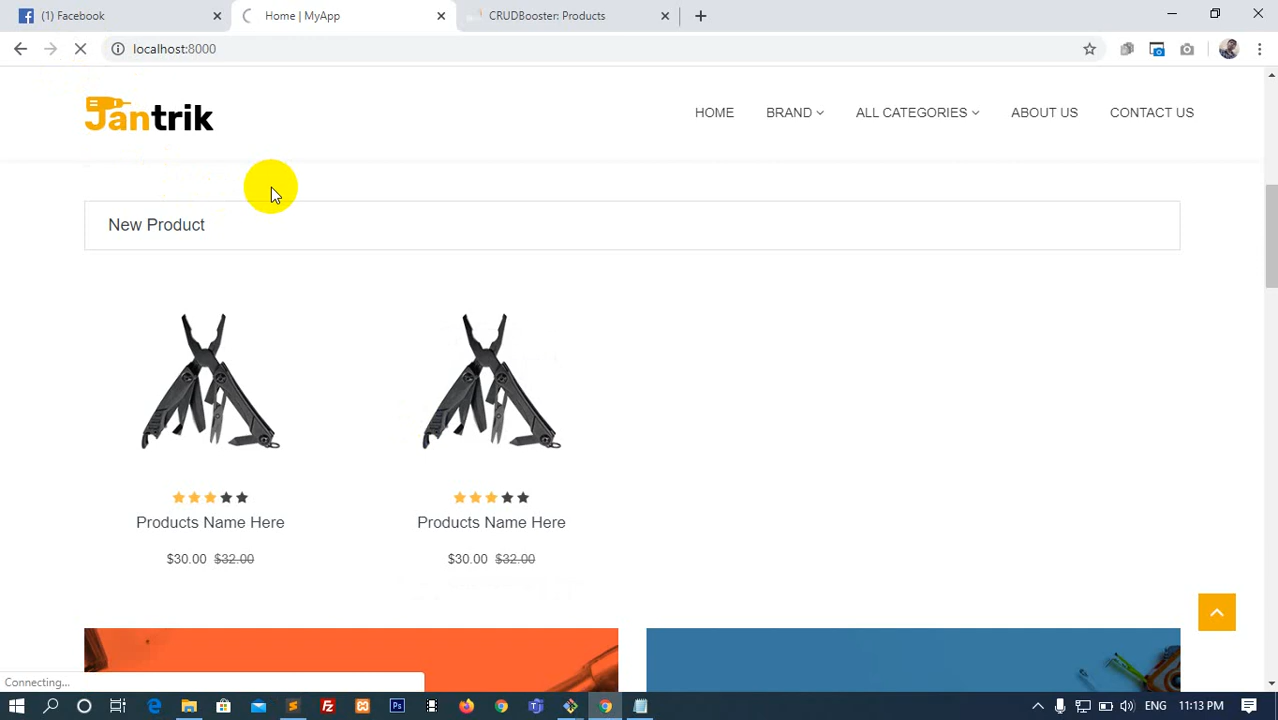 (1) Facebook
Home | MyApp
CRUDBooster: Products
localhost:8000
Jantrik
HOME
BRAND
ALL CATEGORIES
ABOUT US
CONTACT US
New Product
Products Name Here
Products Name Here
$30.00 $32.00
$30.00 $32.00
Connecting...
ENG
11:13 PM